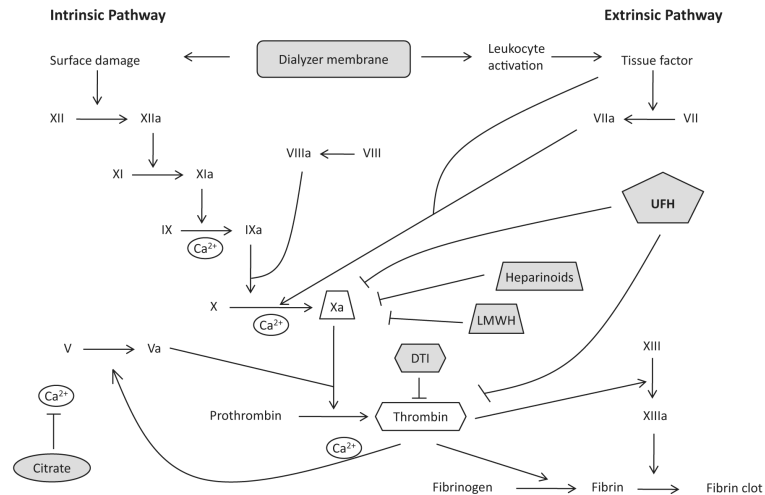 Intrinsic Pathway
Extrinsic Pathway
Surface damage
Dialyzer membrane
Leukocyte
activation
Tissue factor
XII
XIIa
VIIa
VII
VIIIa
VIII
XI
XIa
UFH
IX
IXa
Ca²⁺
Heparinoids
X
Xa
Ca²⁺
LMWH
V
Va
DTI
XIII
Ca²⁺
Prothrombin
Thrombin
XIIIa
Ca²⁺
Citrate
Fibrinogen
Fibrin
Fibrin clot